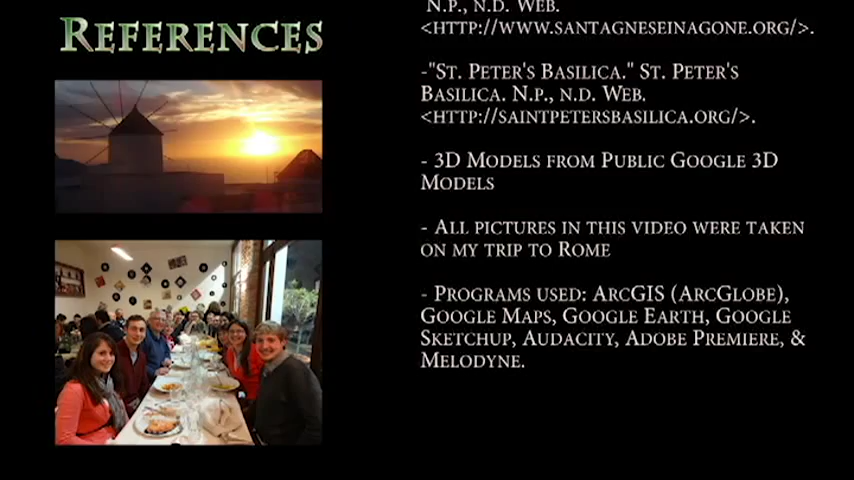 References
N.P., N.D. Web.
<HTTP://WWW.SANTAGNESEINAGONE.ORG/>.
-"St. Peter's Basilica." St. Peter's
Basilica. N.p., n.d. Web.
<HTTP://SAINTPETERSBASILICA.ORG/>.
- 3D Models from Public Google 3D
Models
- All pictures in this video were taken
on my trip to Rome
- Programs used: ArcGIS (ArcGlobe),
Google Maps, Google Earth, Google
Sketchup, Audacity, Adobe Premiere, &
Melodyne.